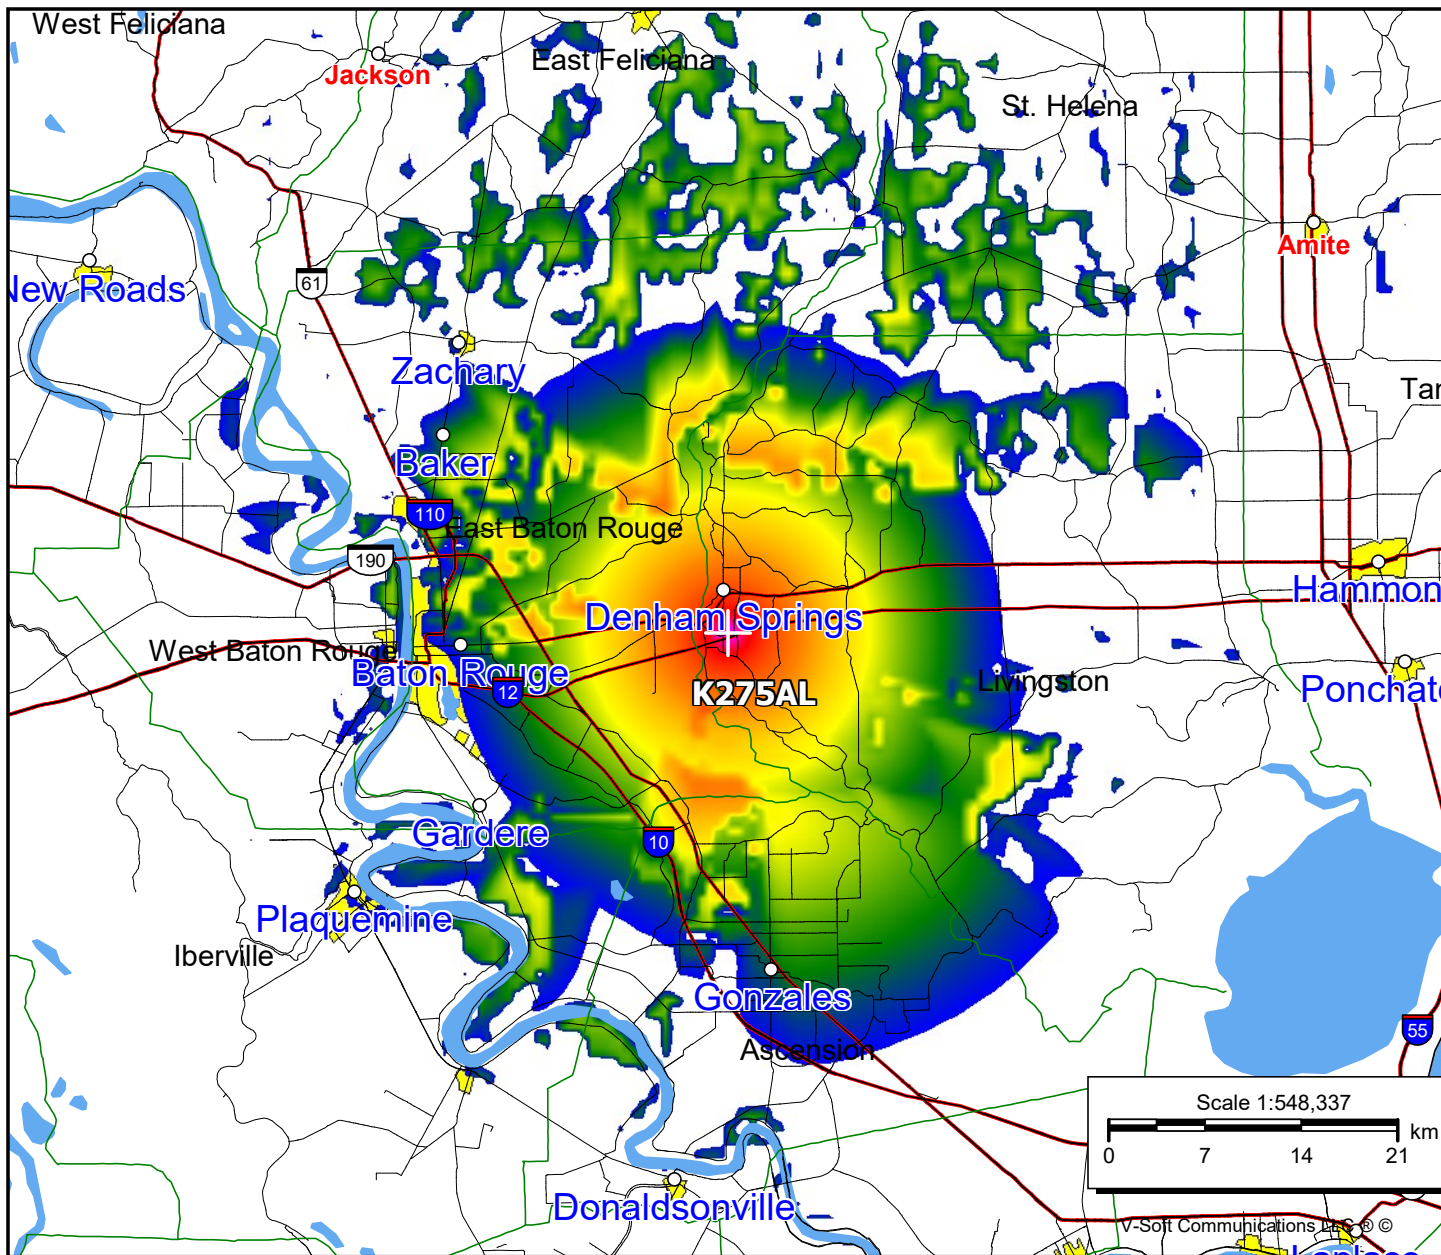 West Feliciana
East Feliciana
Jackson
St. Helena
Amite
New Roads
61
Zachary
Tan
Baker
110
East Baton Rouge
190
Hammon
Denham Springs
West Baton Rouge
Baton Rouge
12
K275AL
Livingston
Ponchato
Gardere
10
Plaquemine
Iberville
Gonzales
55
Ascension
Scale 1:548,337
km
0 7 14 21
Donaldsonville
V-Soft Communications LLC ® ©